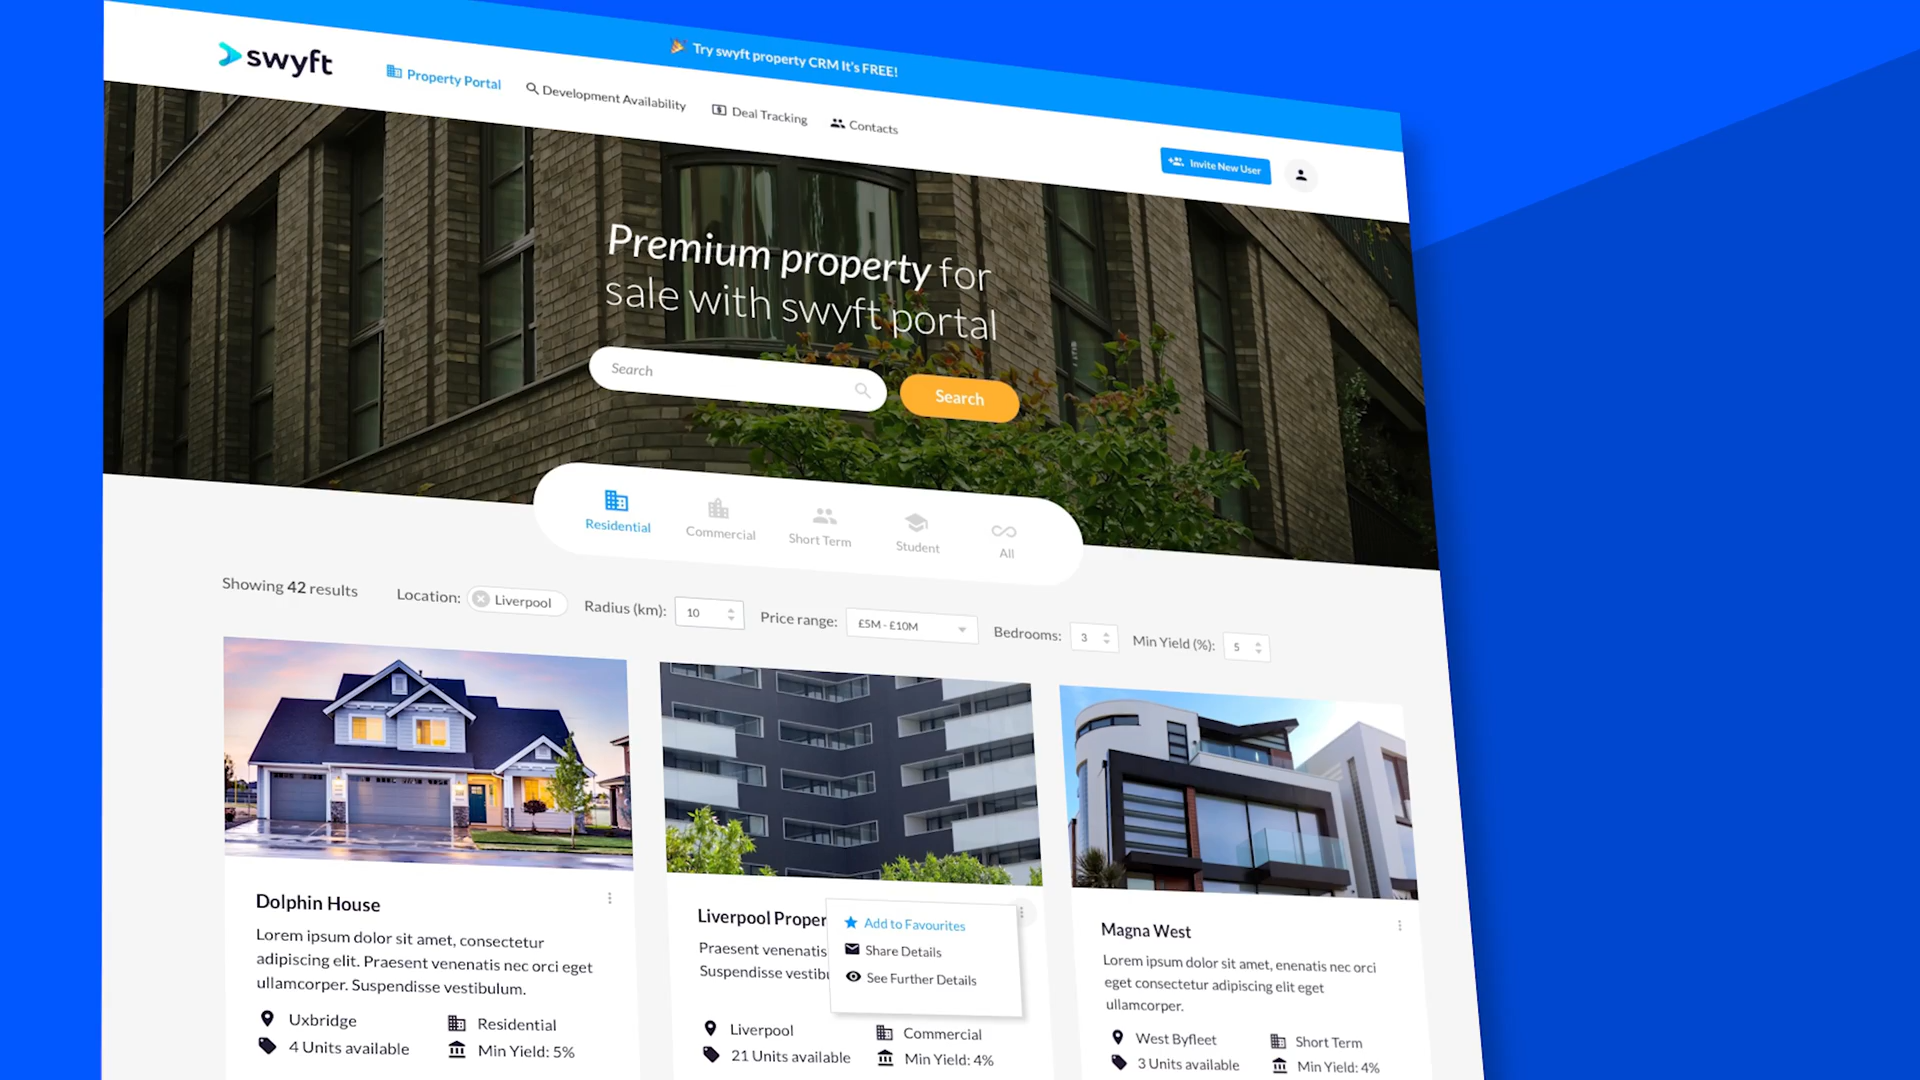 Try swyft property CRM It's FREE!
swyft
Property Portal
Development Availability
Deal Tracking
Contacts
Invite New User
Premium property for
sale with swyft portal
Search
Search
Residential
Commercial
Short Term
Student
All
Showing 42 results
Location:
Liverpool
Radius (km):
10
Price range:
£5M - £10M
Bedrooms:
3
Min Yield (%):
5
Dolphin House
Lorem ipsum dolor sit amet, consectetur
adipiscing elit. Praesent venenatis nec orci eget
ullamcorper. Suspendisse vestibulum.
Uxbridge
Residential
4 Units available
Min Yield: 5%
Liverpool Proper
Praesent venenatis
Suspendisse vestibu
Add to Favourites
Share Details
See Further Details
Liverpool
Commercial
21 Units available
Min Yield: 4%
Magna West
Lorem ipsum dolor sit amet, enenatis nec orci
eget consectetur adipiscing elit eget
ullamcorper.
West Byfleet
Short Term
3 Units available
Min Yield: 4%